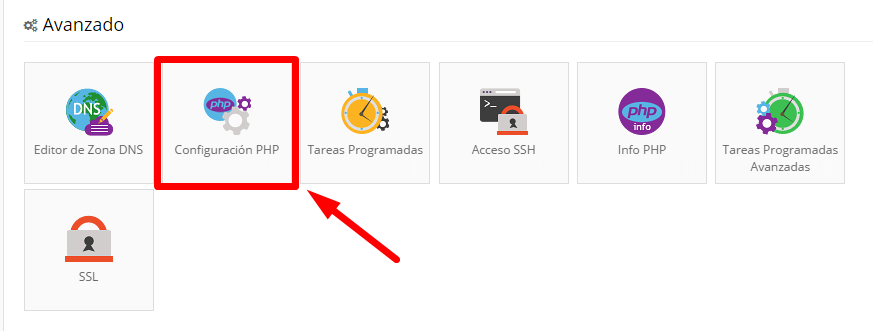 Avanzado
DNS
php
>_
php
info
Editor de Zona DNS
Configuración PHP
Tareas Programadas
Acceso SSH
Info PHP
Tareas Programadas
Avanzadas
SSL